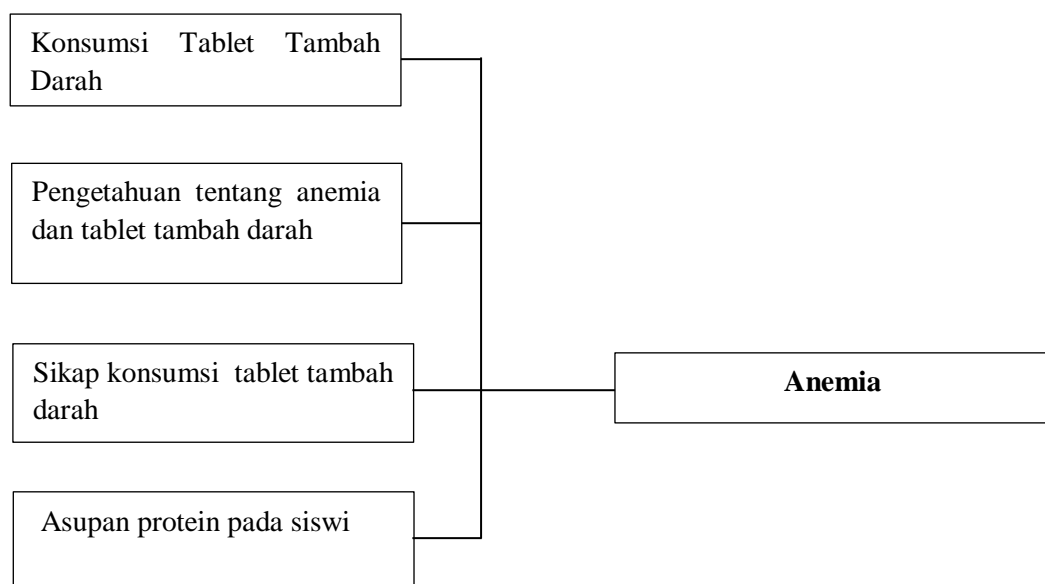 Konsumsi Tablet Tambah
Darah
Pengetahuan tentang anemia
dan tablet tambah darah
Sikap konsumsi tablet tambah
darah
Anemia
Asupan protein pada siswi